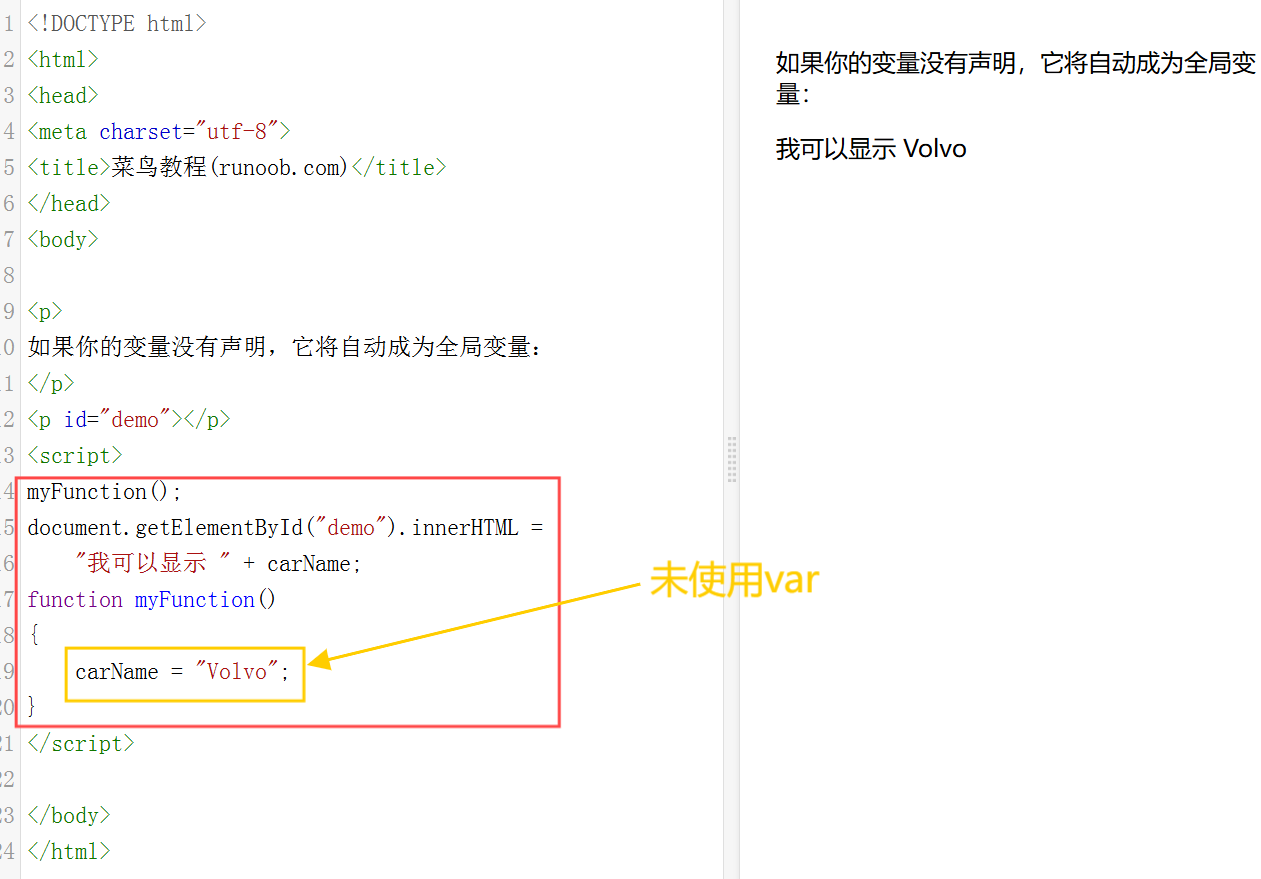 1 <!DOCTYPE html>
2 <html>
3 <head>
4 <meta charset="utf-8">
5 <title>菜鸟教程(runoob.com)</title>
6 </head>
7 <body>
8
9 <p>
0 如果你的变量没有声明，它将自动成为全局变量：
1 </p>
2 <p id="demo"></p>
3 <script>
4 myFunction();
5 document.getElementById("demo").innerHTML =
6 "我可以显示 " + carName;
7 function myFunction()
8 {
9 carName = "Volvo";
20 }
21 </script>
22
23 </body>
24 </html>
未使用var
如果你的变量没有声明，它将自动成为全局变
量：
我可以显示 Volvo